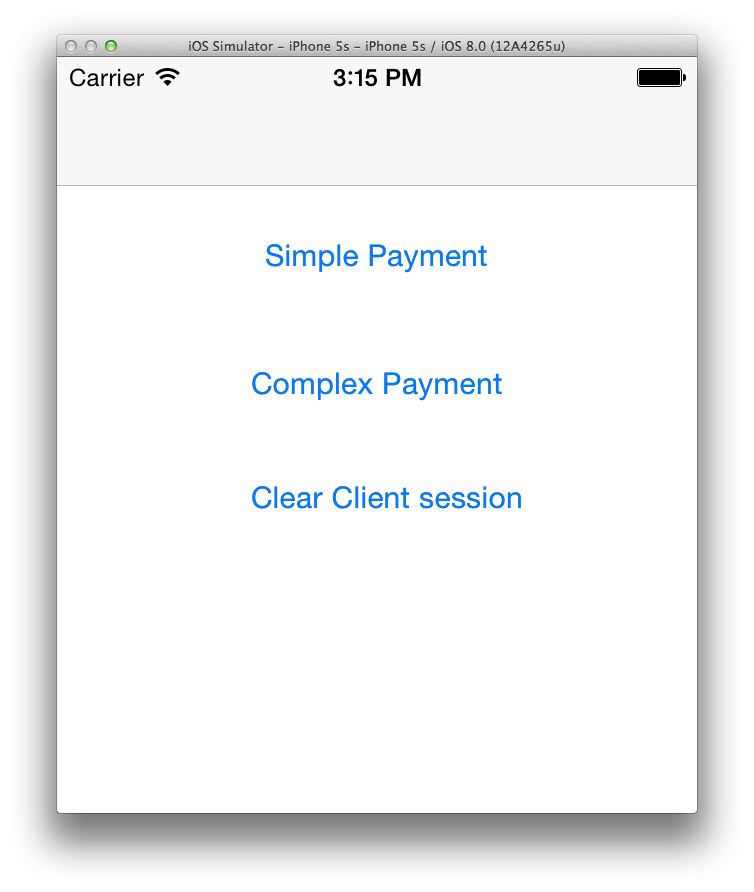 iOS Simulator – iPhone 5s – iPhone 5s / iOS 8.0 (12A4265u)
Carrier 3:15 PM
Simple Payment
Complex Payment
Clear Client session